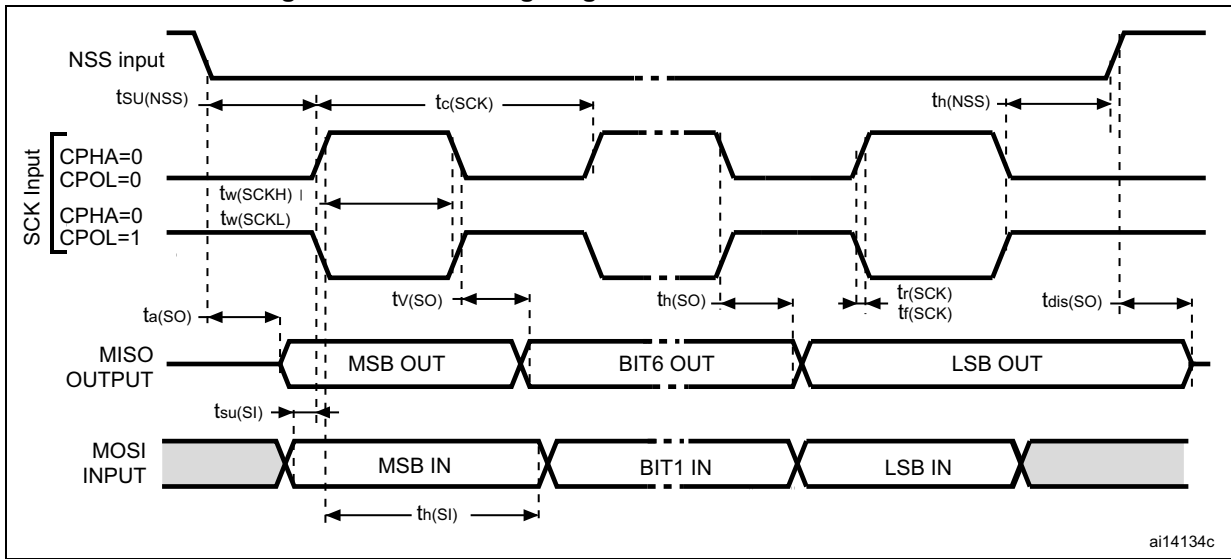 NSS input
tSU(NSS)
tc(SCK)
th(NSS)
SCK Input
CPHA=0
CPOL=0
tw(SCKH)
CPHA=0
tw(SCKL)
CPOL=1
tV(SO)
th(SO)
tr(SCK)
tf(SCK)
tdis(SO)
ta(SO)
MISO
OUTPUT
MSB OUT
BIT6 OUT
LSB OUT
tsu(SI)
MOSI
INPUT
MSB IN
BIT1 IN
LSB IN
th(SI)
ai14134c